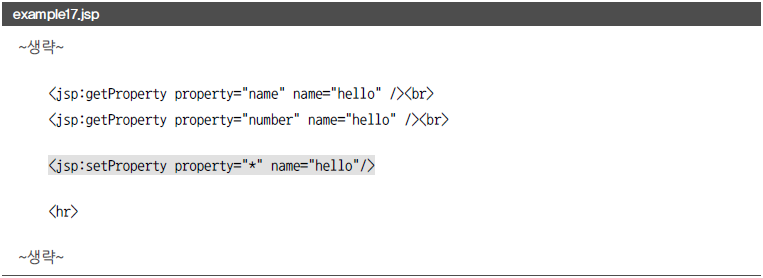 example17.jsp
~생략~
<jsp:getProperty property="name" name="hello" /><br>
<jsp:getProperty property="number" name="hello" /><br>
<jsp:setProperty property="*" name="hello"/>
<hr>
~생략~